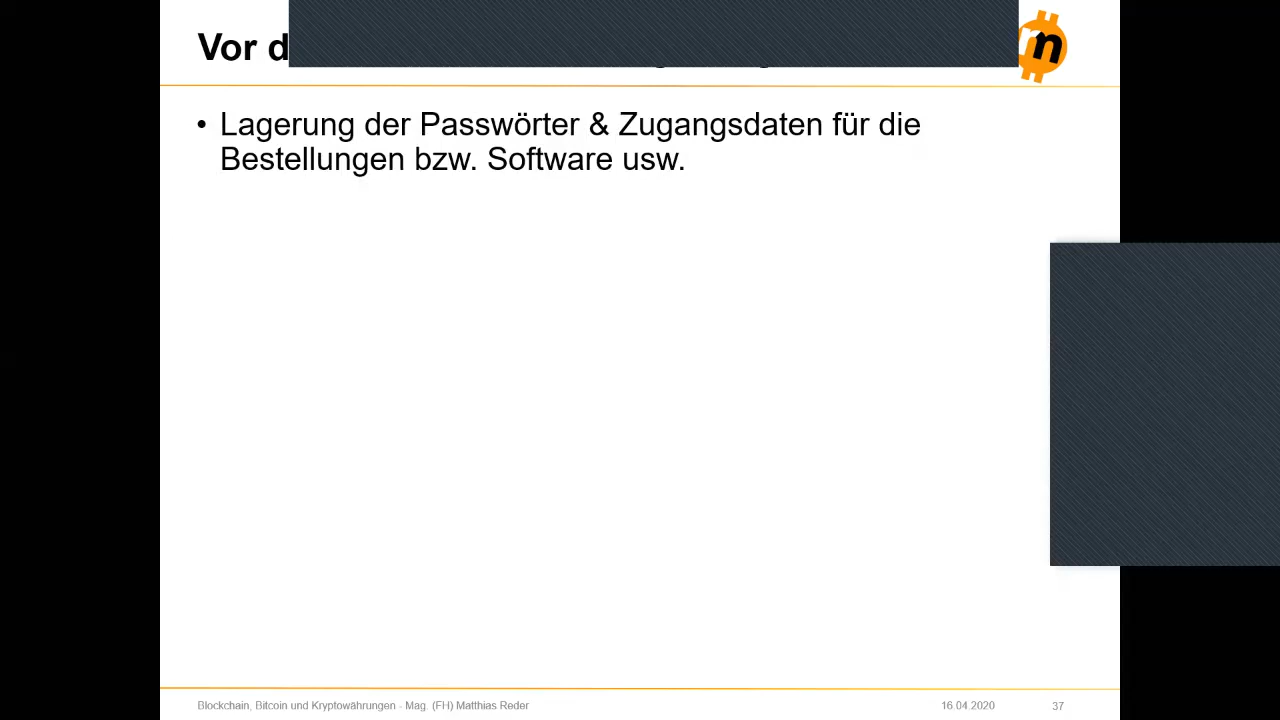 Vor d
• Lagerung der Passwörter & Zugangsdaten für die
Bestellungen bzw. Software usw.
Blockchain, Bitcoin und Kryptowährungen - Mag. (FH) Matthias Reder
16.04.2020
37